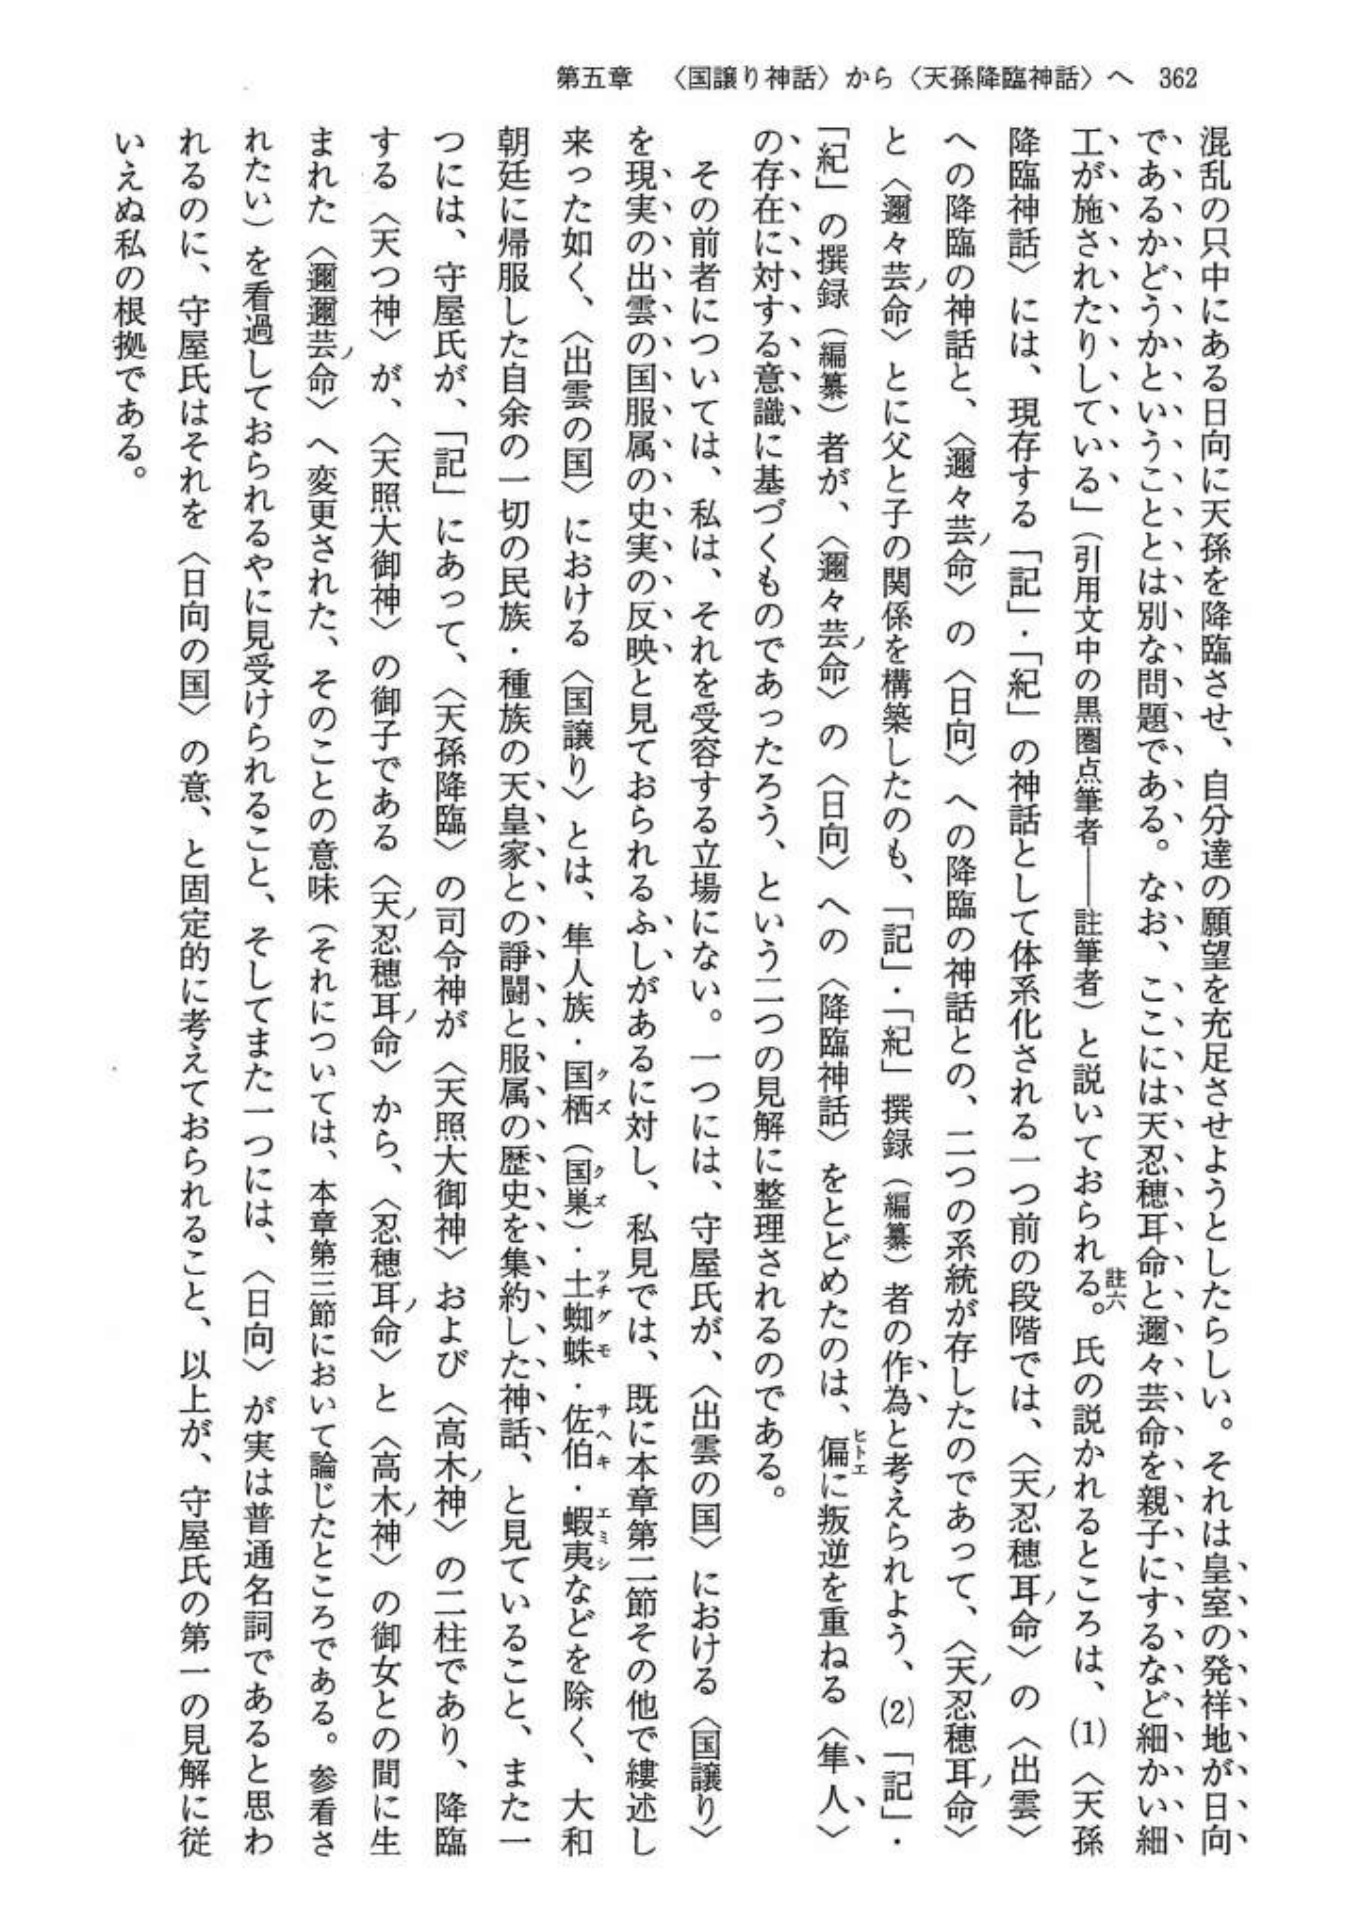 第五章　〈国譲り神話〉から〈天孫降臨神話〉へ　362
混乱の只中にある日向に天孫を降臨させ、自分達の願望を充足させようとしたらしい。それは皇室の発祥地が日向
であるかどうかということとは別な問題である。なお、ここには天忍穂耳命と邇々芸命を親子にするなど細かい細
工が施されたりしている」（引用文中の黒圏点筆者――註筆者）と説いておられる。註六氏の説かれるところは、(1)〈天孫
降臨神話〉には、現存する「記」・「紀」の神話として体系化される一つ前の段階では、〈天ノ忍穂耳ノ命〉の〈出雲〉
への降臨の神話と、〈邇々芸ノ命〉の〈日向〉への降臨の神話との、二つの系統が存したのであって、〈天ノ忍穂耳ノ命〉
と〈邇々芸ノ命〉とに父と子の関係を構築したのも、「記」・「紀」撰録（編纂）者の作為と考えられよう、(2)「記」・
「紀」の撰録（編纂）者が、〈邇々芸ノ命〉の〈日向〉への〈降臨神話〉をとどめたのは、偏ヒトエに叛逆を重ねる〈隼人〉
の存在に対する意識に基づくものであったろう、という二つの見解に整理されるのである。
　その前者については、私は、それを受容する立場にない。一つには、守屋氏が、〈出雲の国〉における〈国譲り〉
を現実の出雲の国服属の史実の反映と見ておられるふしがあるに対し、私見では、既に本章第二節その他で縷述し
来った如く、〈出雲の国〉における〈国譲り〉とは、隼人族・国栖クズ（国巣クズ）・土蜘蛛ツチグモ・佐伯サヘキ・蝦夷エミシなどを除く、大和
朝廷に帰服した自余の一切の民族・種族の天皇家との諍闘と服属の歴史を集約した神話、と見ていること、また一
つには、守屋氏が、「記」にあって、〈天孫降臨〉の司令神が〈天照大御神〉および〈高木ノ神〉の二柱であり、降臨
する〈天つ神〉が、〈天照大御神〉の御子である〈天ノ忍穂耳ノ命〉から、〈忍穂耳ノ命〉と〈高木ノ神〉の御女との間に生
まれた〈邇邇芸ノ命〉へ変更された、そのことの意味（それについては、本章第三節において論じたところである。参看さ
れたい）を看過しておられるやに見受けられること、そしてまた一つには、〈日向〉が実は普通名詞であると思わ
れるのに、守屋氏はそれを〈日向の国〉の意、と固定的に考えておられること、以上が、守屋氏の第一の見解に従
いえぬ私の根拠である。